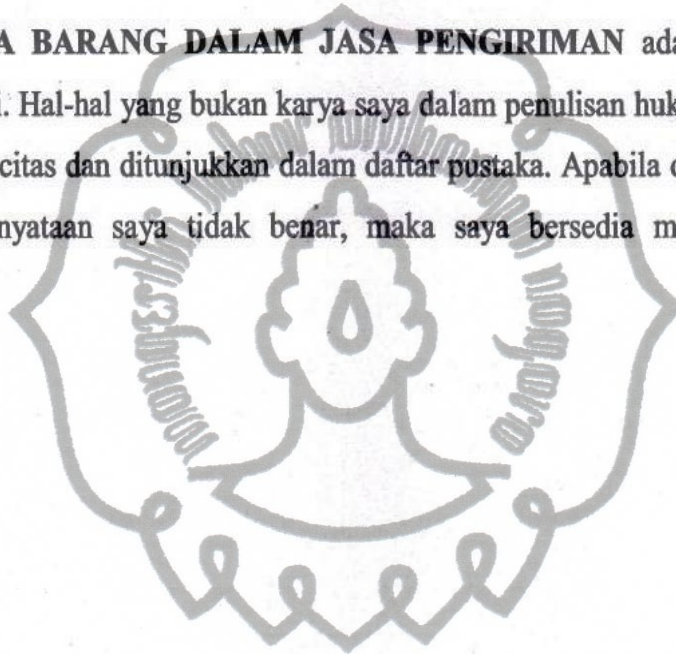 A BARANG DALAM JASA PENGIRIMAN ada
i. Hal-hal yang bukan karya saya dalam penulisan huk
citas dan ditunjukkan dalam daftar pustaka. Apabila
nyataan saya tidak benar, maka saya bersedia m